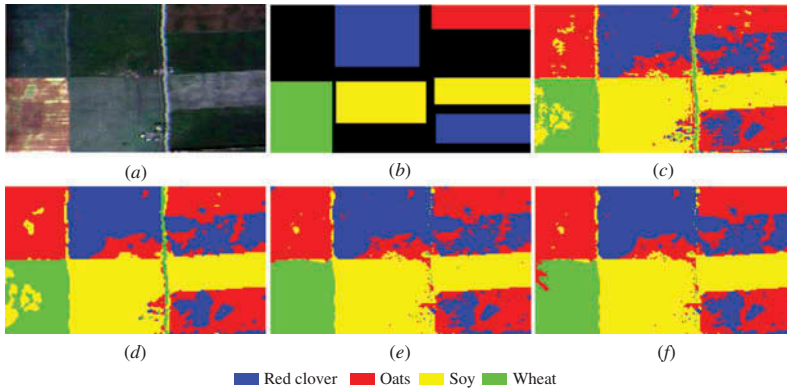 (a)
(b)
(c)
(d)
(e)
(f)
Red clover Oats Soy Wheat